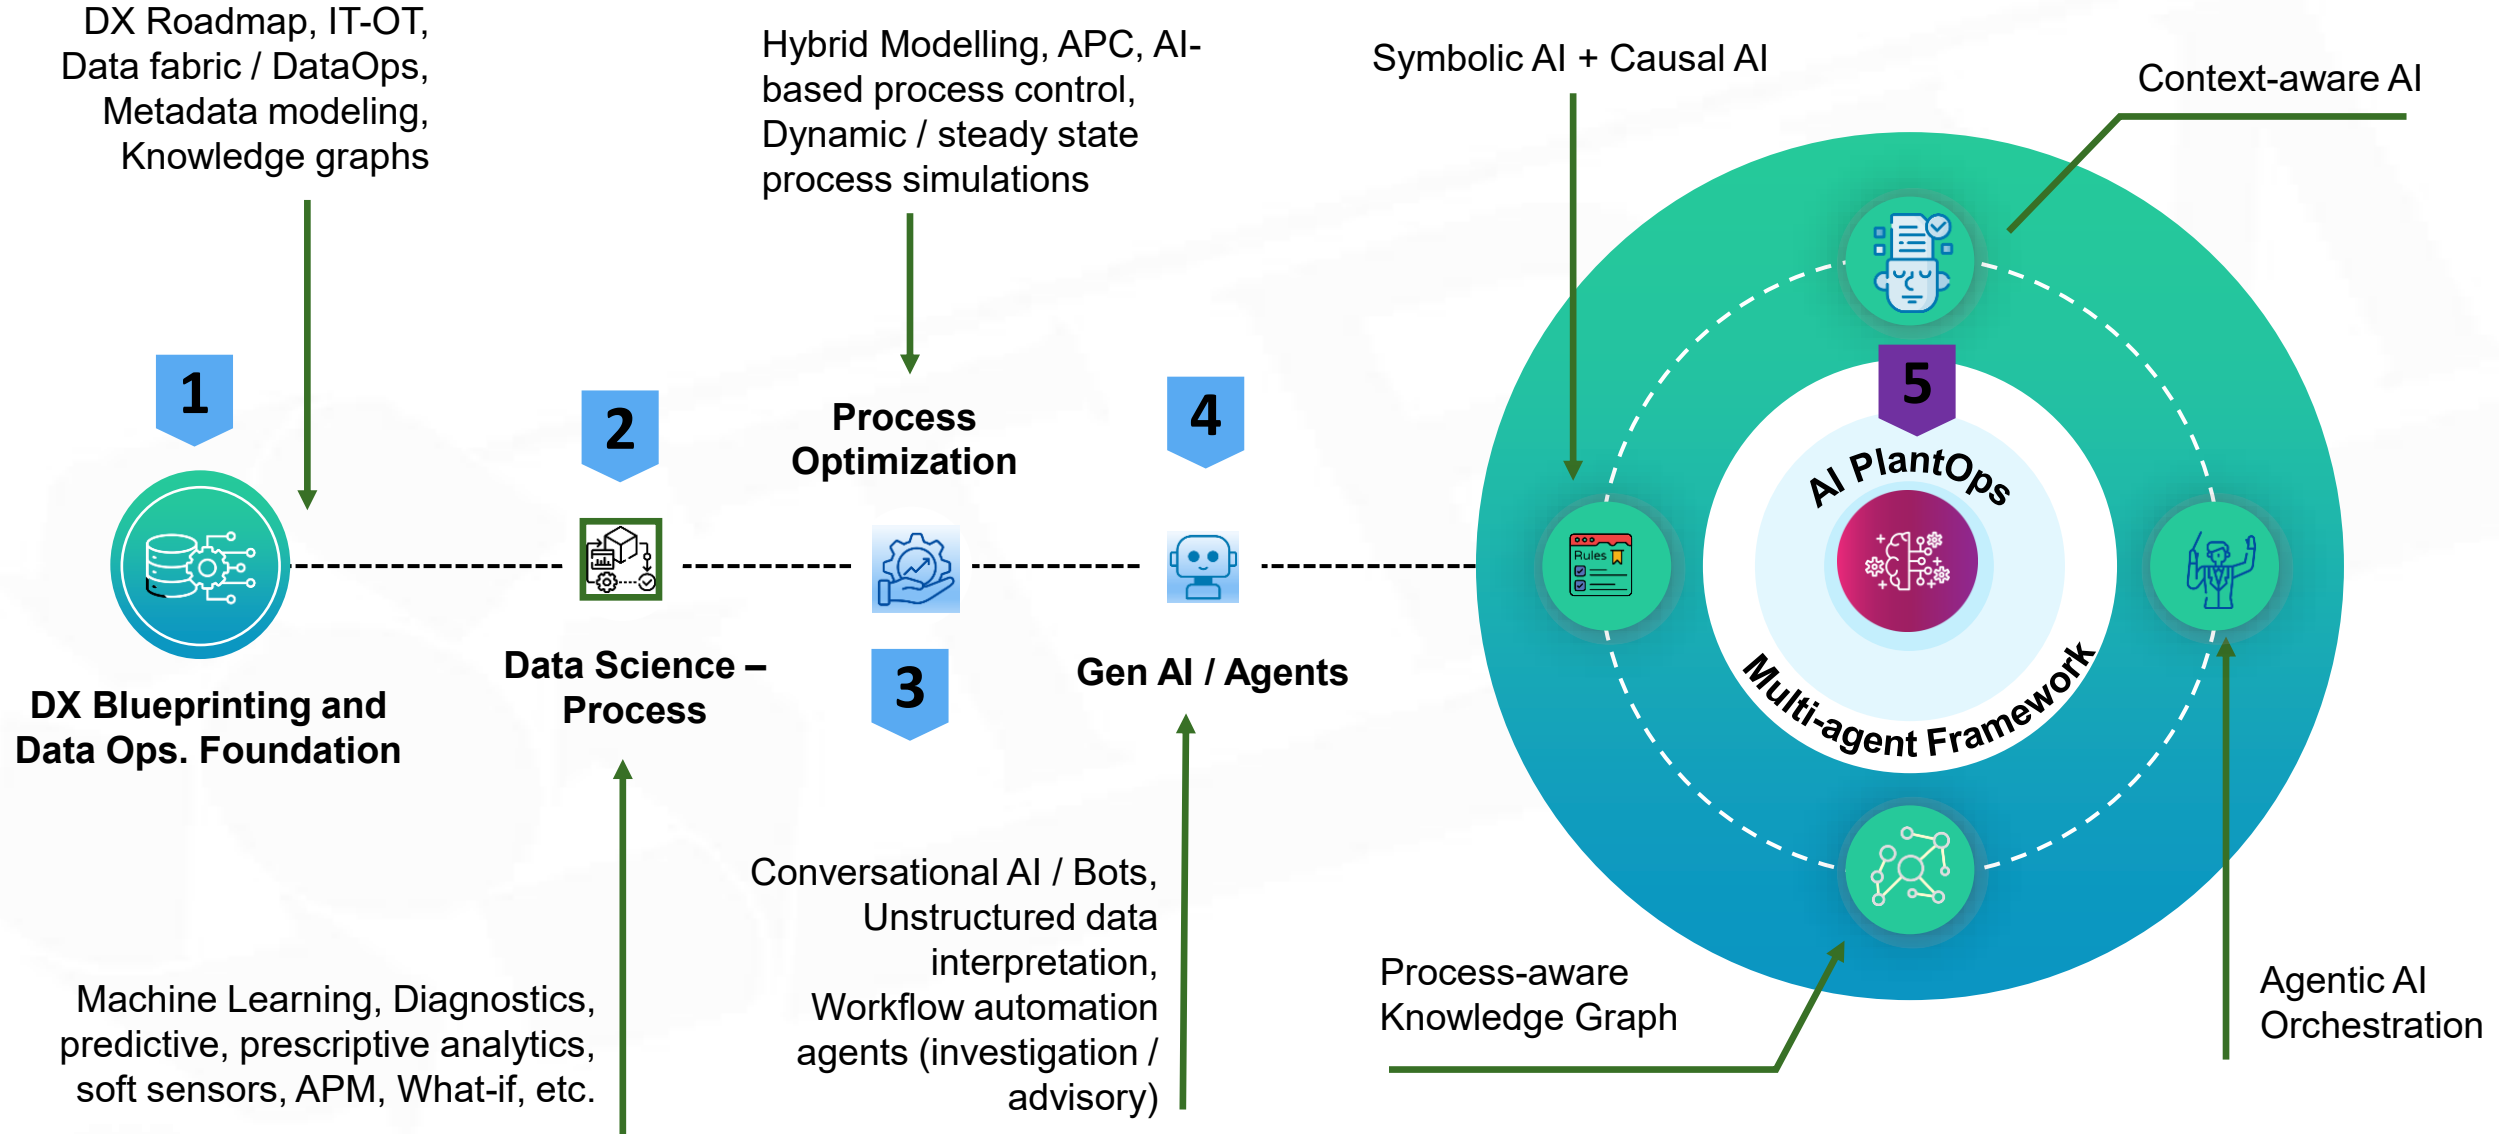 DX Roadmap, IT-OT,
Data fabric / DataOps,
Metadata modeling,
Knowledge graphs
1
DX Blueprinting and
Data Ops. Foundation
2
Data Science –
Process
Machine Learning, Diagnostics,
predictive, prescriptive analytics,
soft sensors, APM, What-if, etc.
Hybrid Modelling, APC, AI-
based process control,
Dynamic / steady state
process simulations
Process
Optimization
3
4
Gen AI / Agents
Conversational AI / Bots,
Unstructured data
interpretation,
Workflow automation
agents (investigation /
advisory)
Symbolic AI + Causal AI
Context-aware AI
5
AI PlantOps
Multi-agent Framework
Rules
Process-aware
Knowledge Graph
Agentic AI
Orchestration